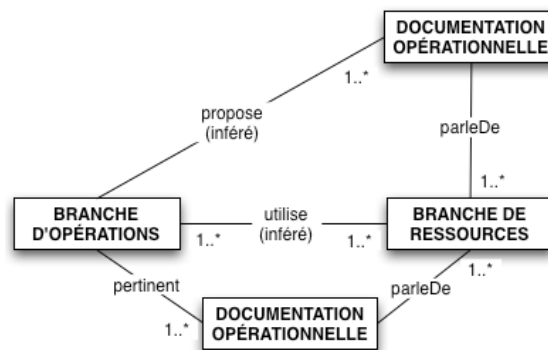 DOCUMENTATION
OPÉRATIONNELLE
1..*
propose
(inféré)
parleDe
1..*
BRANCHE
D'OPÉRATIONS
1..*
utilise
(inféré)
1..*
BRANCHE DE
RESSOURCES
1..*
pertinent
parleDe
1..*
DOCUMENTATION
OPÉRATIONNELLE